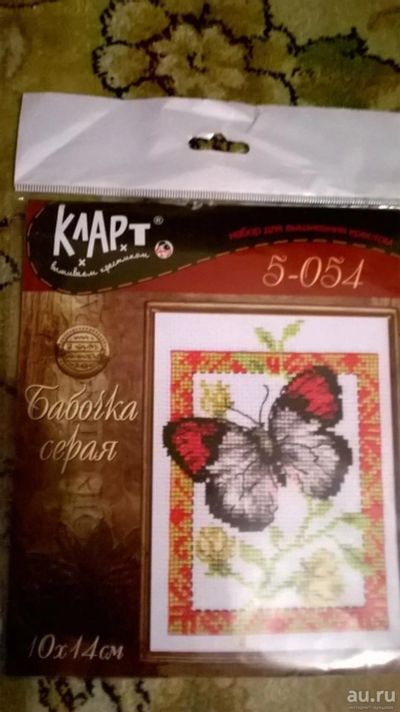 КЛАРТ®
вышиваем крестиком
набор для вышивания крестом
5-054
Бабочка
серая
10х14см
au.ru